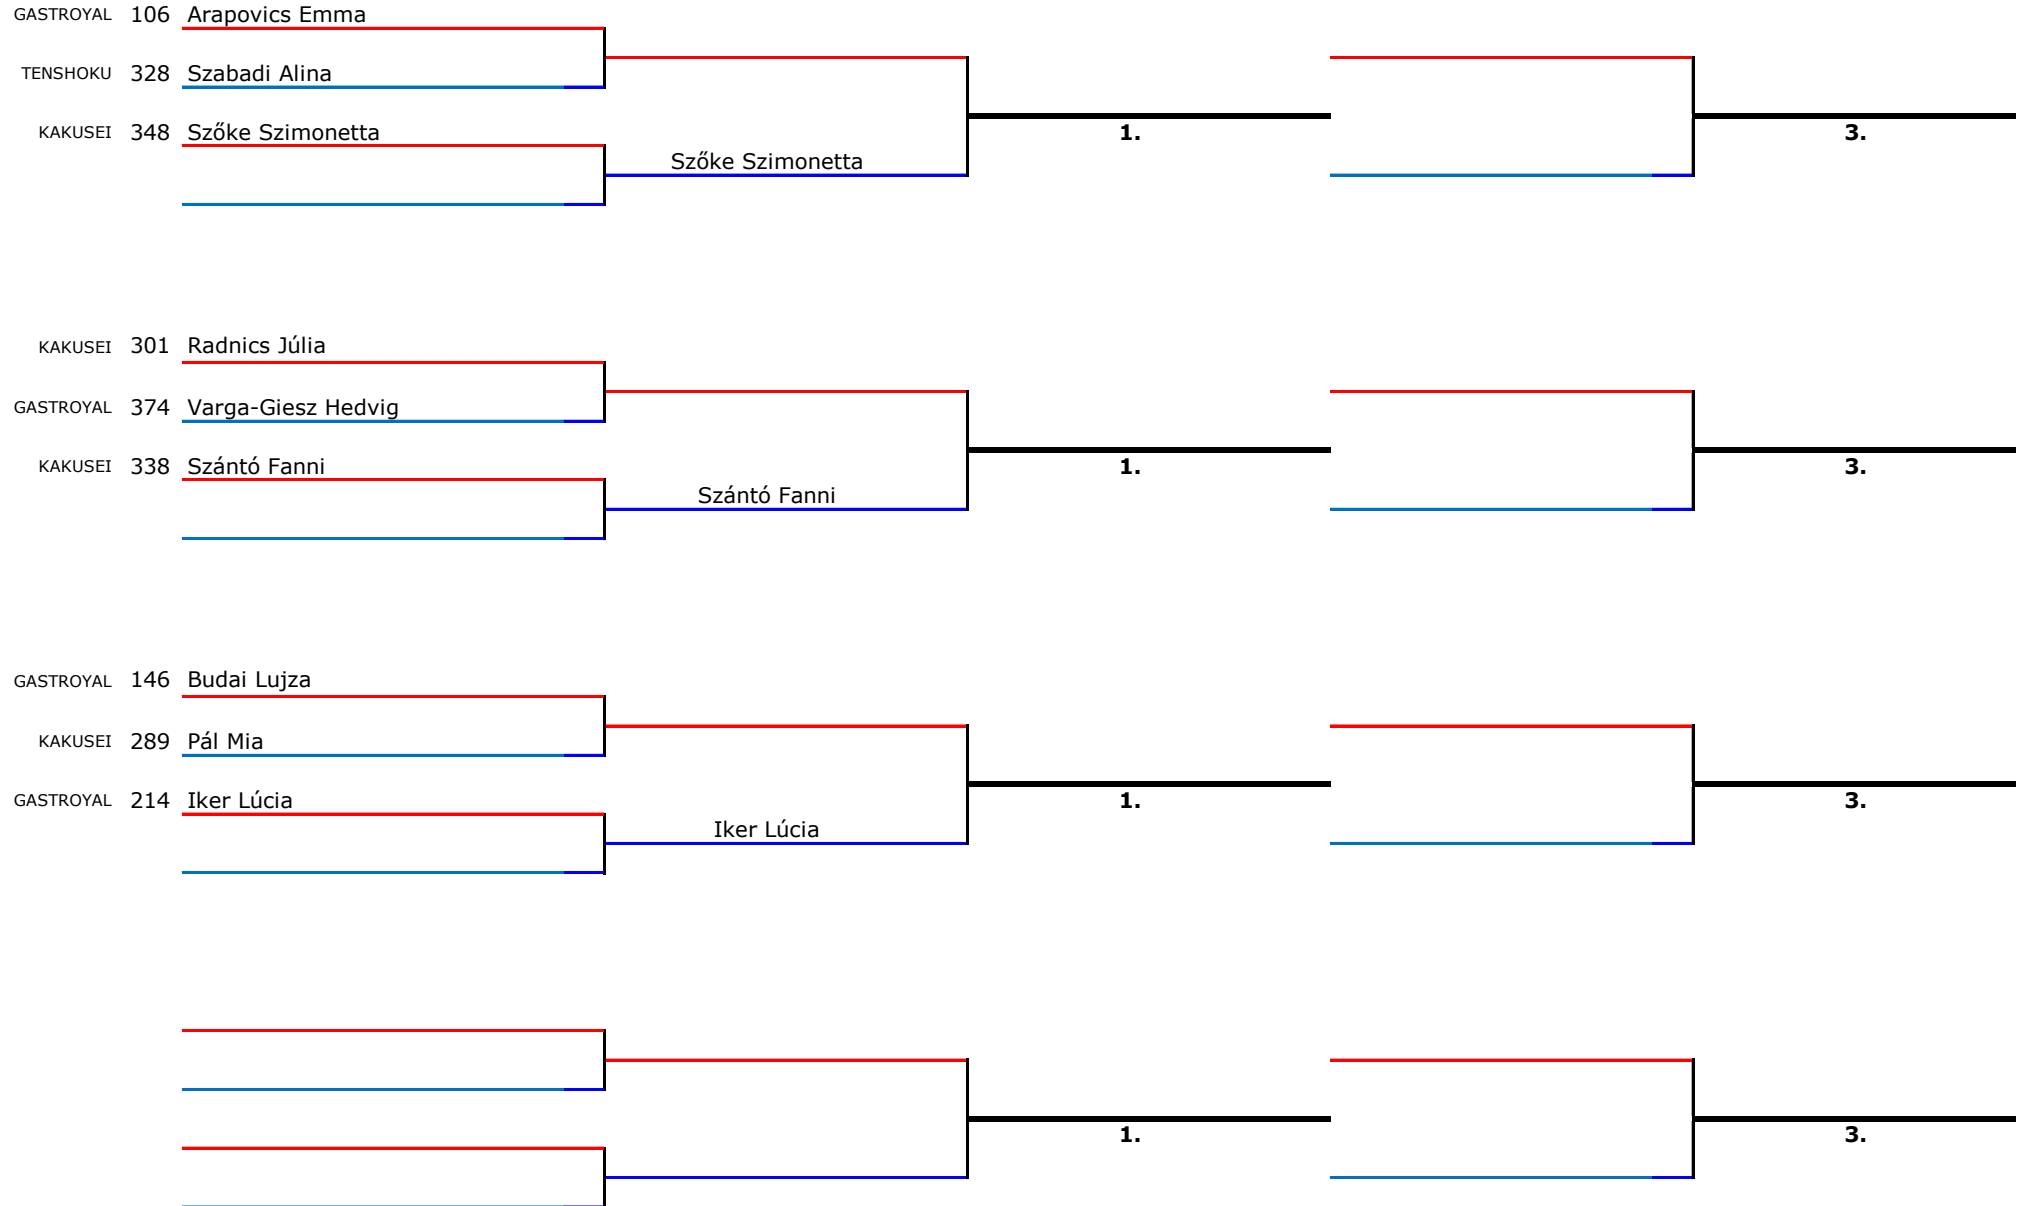 GASTROYAL 106 Arapovics Emma
TENSHOKU 328 Szabadi Alina
KAKUSEI 348 Szőke Szimonetta
1.
3.
Szőke Szimonetta
KAKUSEI 301 Radnics Júlia
GASTROYAL 374 Varga-Giesz Hedvig
KAKUSEI 338 Szántó Fanni
1.
3.
Szántó Fanni
GASTROYAL 146 Budai Lujza
KAKUSEI 289 Pál Mia
GASTROYAL 214 Iker Lúcia
1.
3.
Iker Lúcia
1.
3.